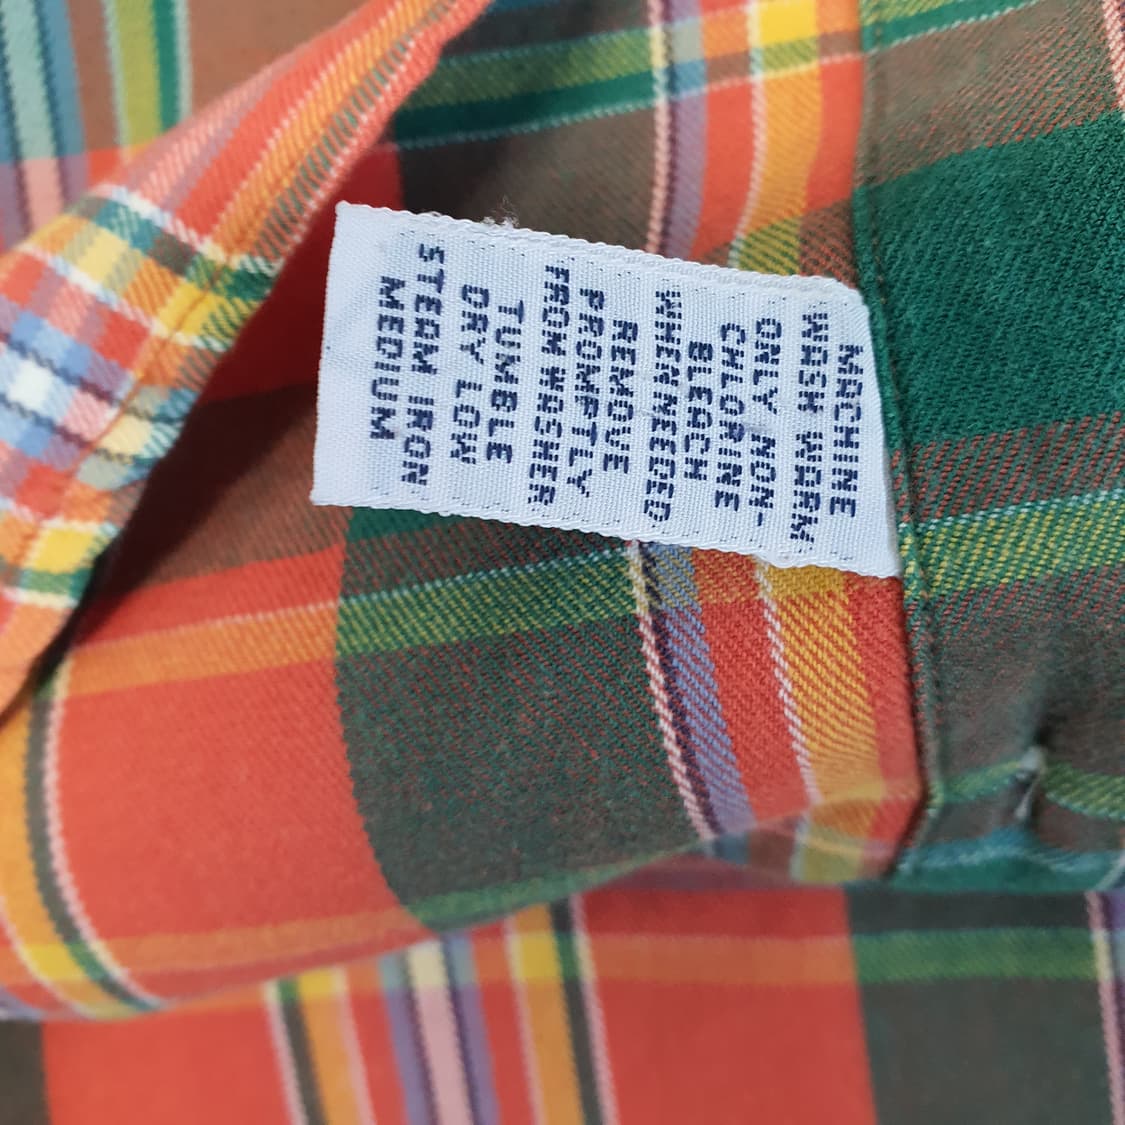 MACHINE
WASH WARM
ONLY NON-
CHLORINE
BLEACH
WHEN NEEDED
REMOVE
PROMPTLY
FROM WASHER
TUMBLE
DRY LOW
STEAM IRON
MEDIUM